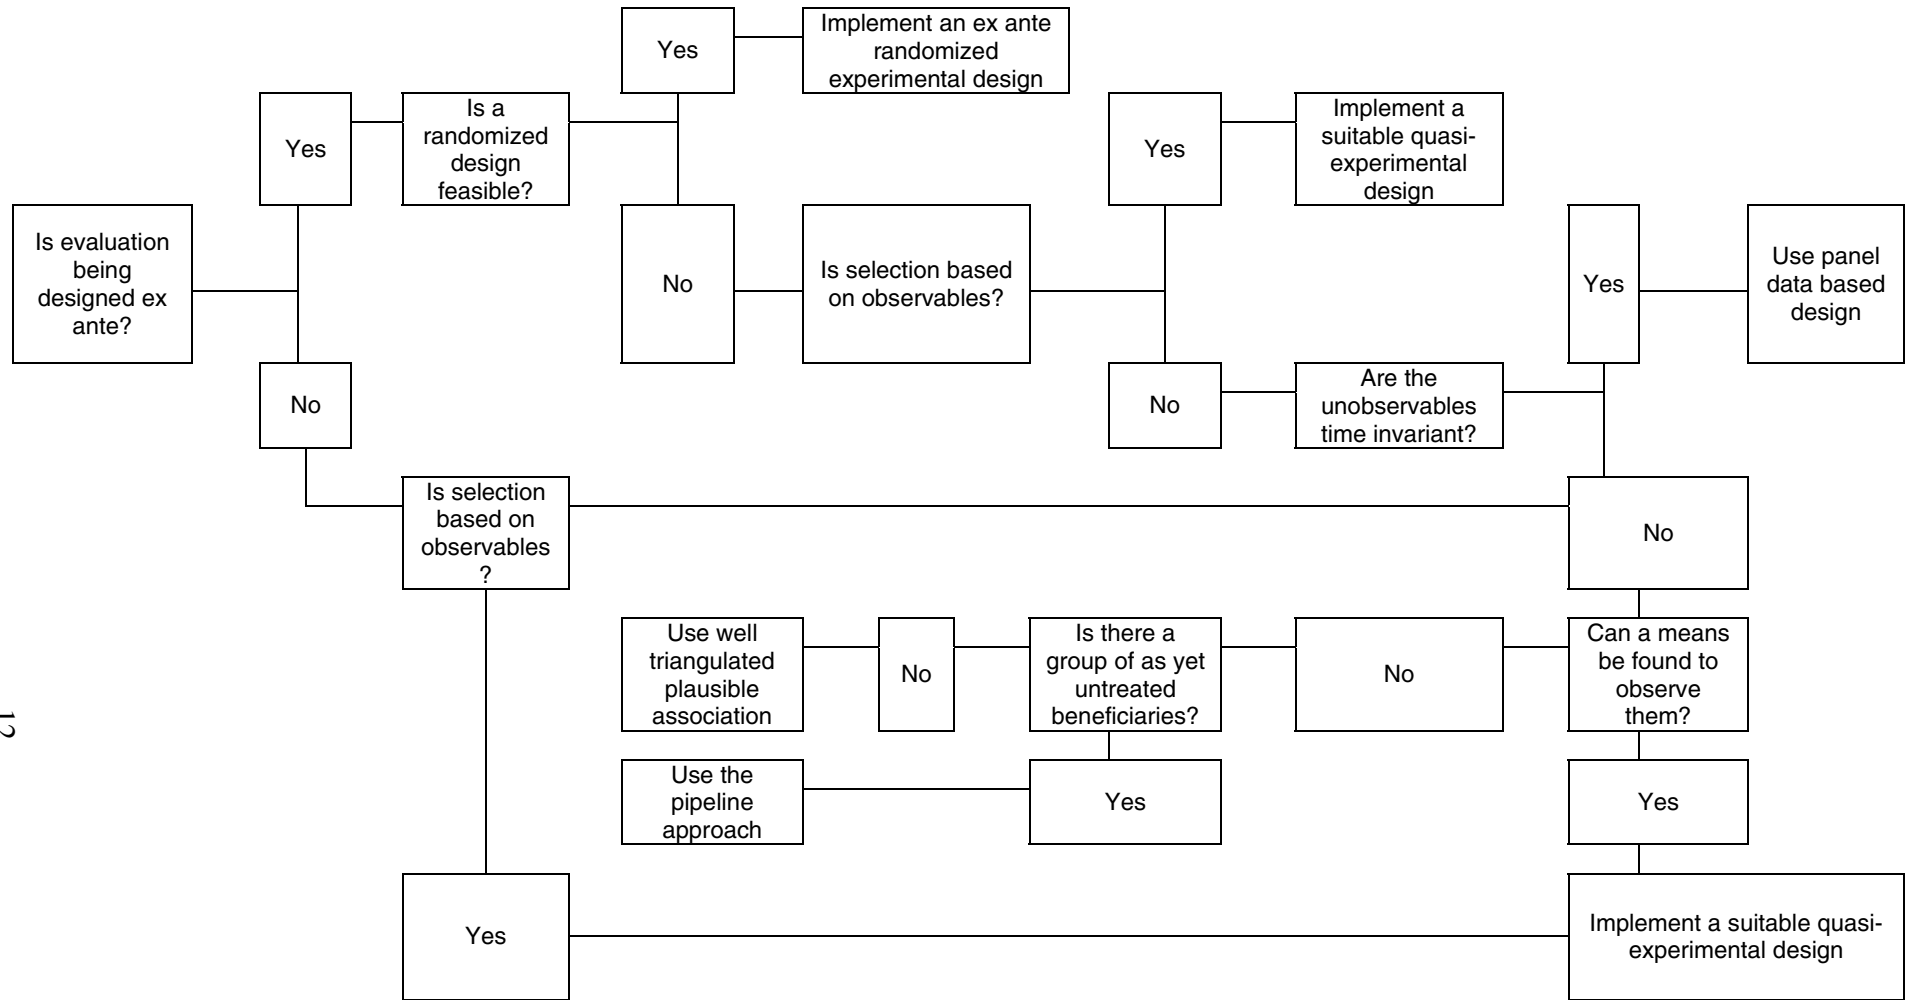 Yes
Implement an ex ante
randomized
experimental design
Yes
Is a
randomized
design
feasible?
Yes
Implement a
suitable quasi-
experimental
design
Is evaluation
being
designed ex
ante?
No
Is selection based
on observables?
Yes
Use panel
data based
design
No
No
Are the
unobservables
time invariant?
Is selection
based on
observables
?
No
Use well
triangulated
plausible
association
No
Is there a
group of as yet
untreated
beneficiaries?
No
Can a means
be found to
observe
them?
12
Use the
pipeline
approach
Yes
Yes
Yes
Implement a suitable quasi-
experimental design